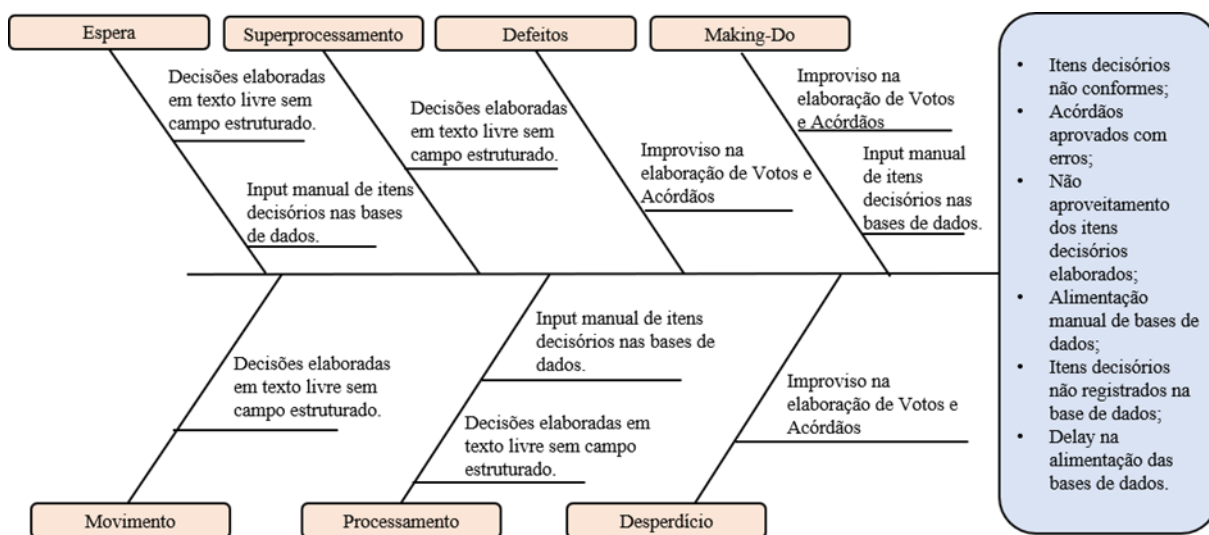 Espera
Superprocessamento
Defeitos
Making-Do
Decisões elaboradas
em texto livre sem
campo estruturado.
Input manual de itens
decisórios nas bases
de dados.
Decisões elaboradas
em texto livre sem
campo estruturado.
Improviso na
elaboração de Votos e
Acórdãos
Improviso na
elaboração de Votos
e Acórdãos
Input manual
de itens
decisórios nas
bases de dados.
Decisões elaboradas
em texto livre sem
campo estruturado.
Input manual de itens
decisórios nas bases de
dados.
Decisões elaboradas em
texto livre sem campo
estruturado.
Improviso na
elaboração de Votos e
Acórdãos
Movimento
Processamento
Desperdício
• Itens decisórios
não conformes;
• Acórdãos
aprovados com
erros;
• Não
aproveitamento
dos itens
decisórios
elaborados;
• Alimentação
manual de bases de
dados;
• Itens decisórios
não registrados na
base de dados;
• Delay na
alimentação das
bases de dados.